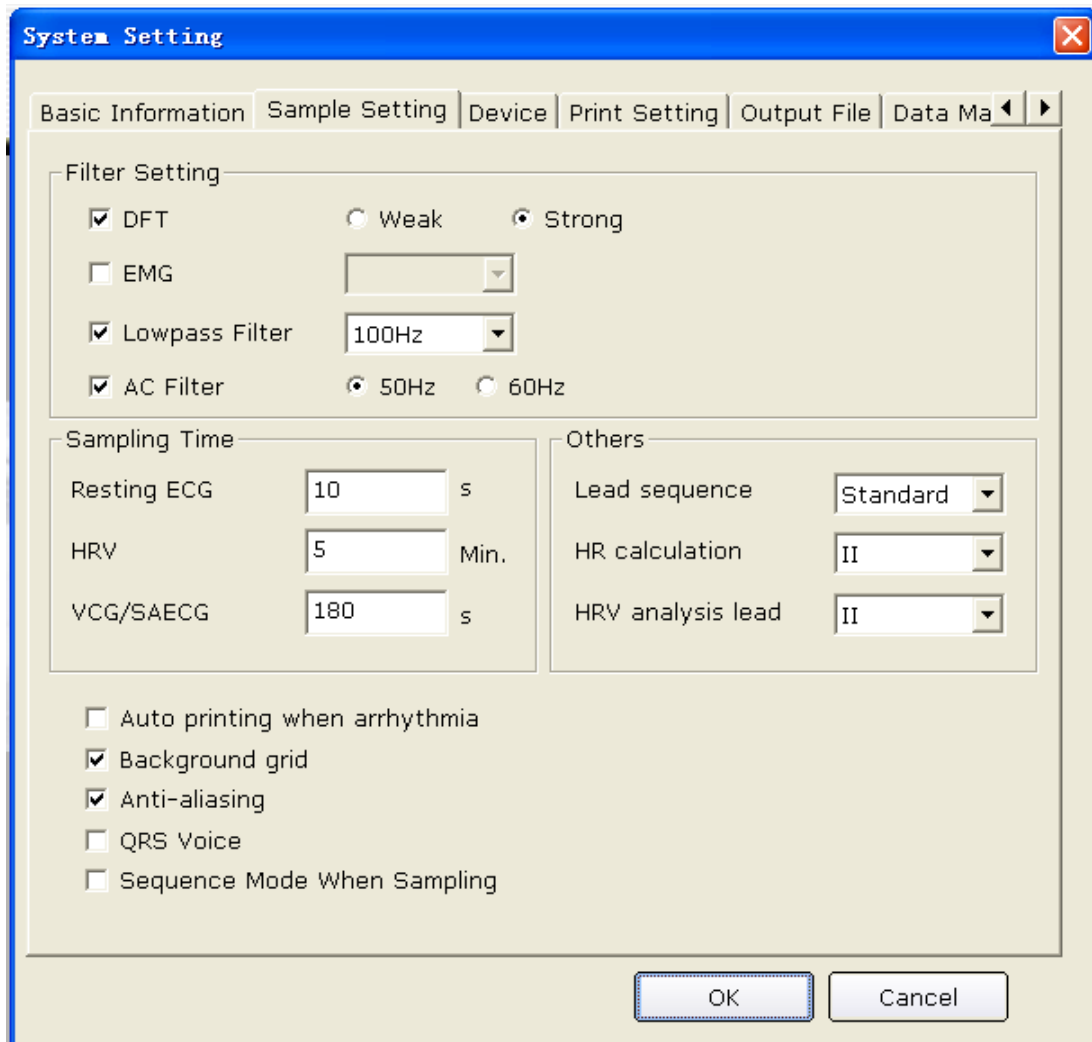 System Setting
Basic Information Sample Setting Device Print Setting Output File Data Ma
Filter Setting
DFT Weak Strong
EMG
Lowpass Filter 100Hz
AC Filter 50Hz 60Hz
Sampling Time
Resting ECG 10 s
HRV 5 Min.
VCG/SAECG 180 s
Others
Lead sequence Standard
HR calculation II
HRV analysis lead II
Auto printing when arrhythmia
Background grid
Anti-aliasing
QRS Voice
Sequence Mode When Sampling
OK Cancel